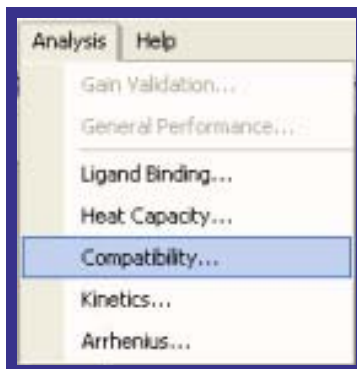 Analysis Help
Gain Validation...
General Performance...
Ligand Binding...
Heat Capacity...
Compatibility...
Kinetics...
Arrhenius...